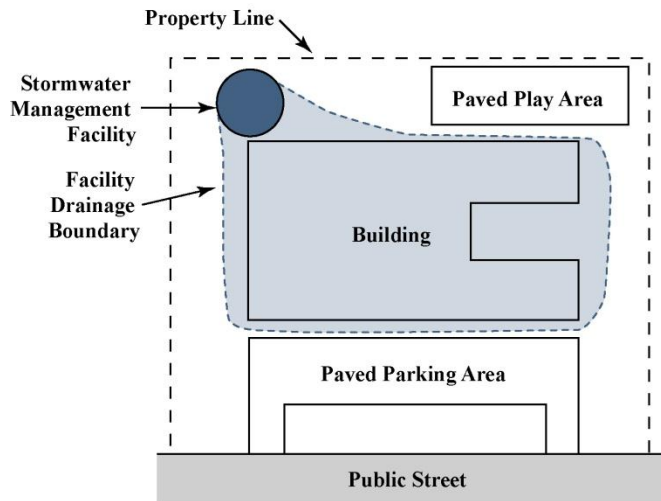 Property Line
Stormwater
Management
Facility
Paved Play Area
Facility
Drainage
Boundary
Building
Paved Parking Area
Public Street